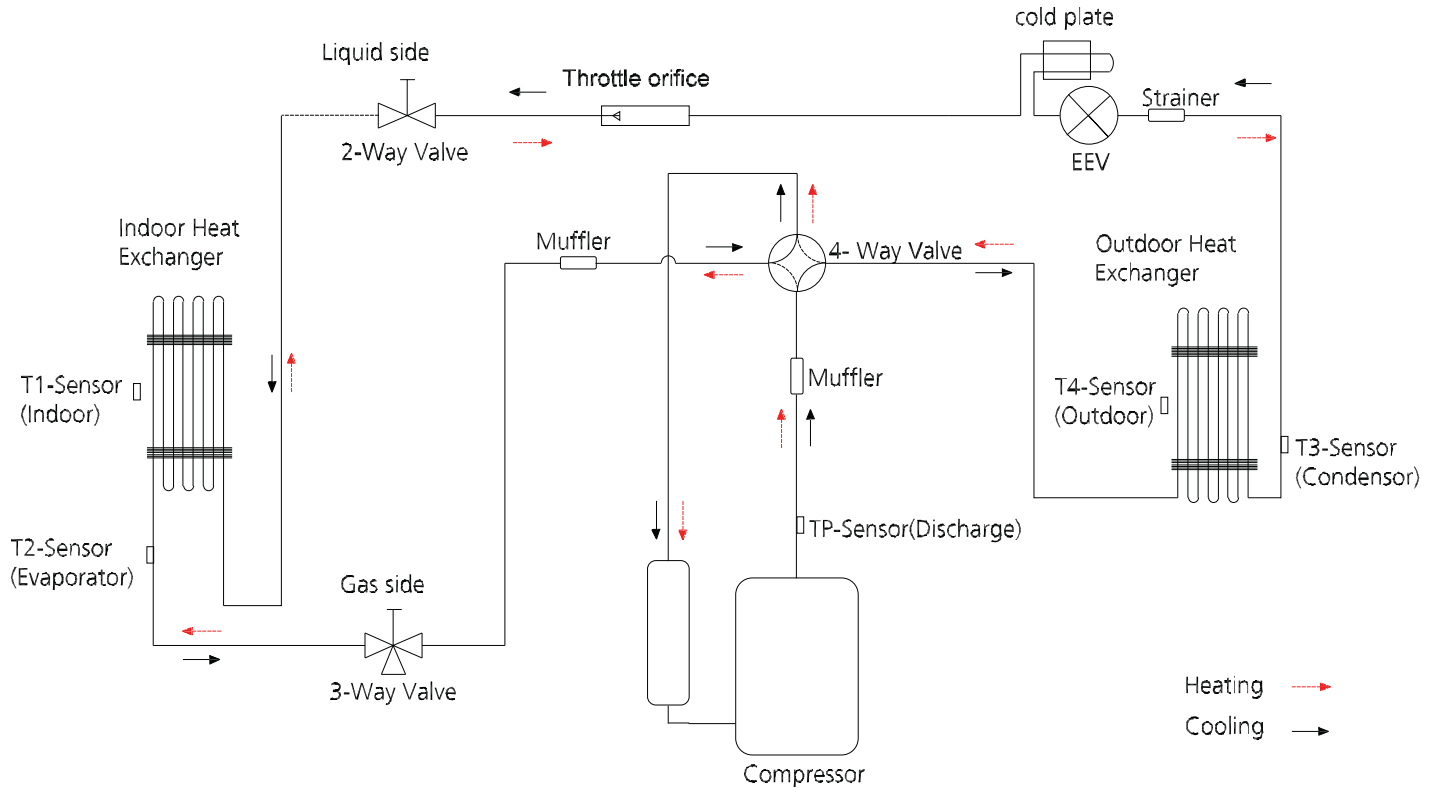 cold plate
Liquid side
Throttle orifice
Strainer
2-Way Valve
EEV
Indoor Heat
Exchanger
Muffler
4- Way Valve
Outdoor Heat
Exchanger
T1-Sensor
(Indoor)
Muffler
T4-Sensor
(Outdoor)
T3-Sensor
(Condensor)
TP-Sensor(Discharge)
T2-Sensor
(Evaporator)
Gas side
3-Way Valve
Heating
Cooling
Compressor